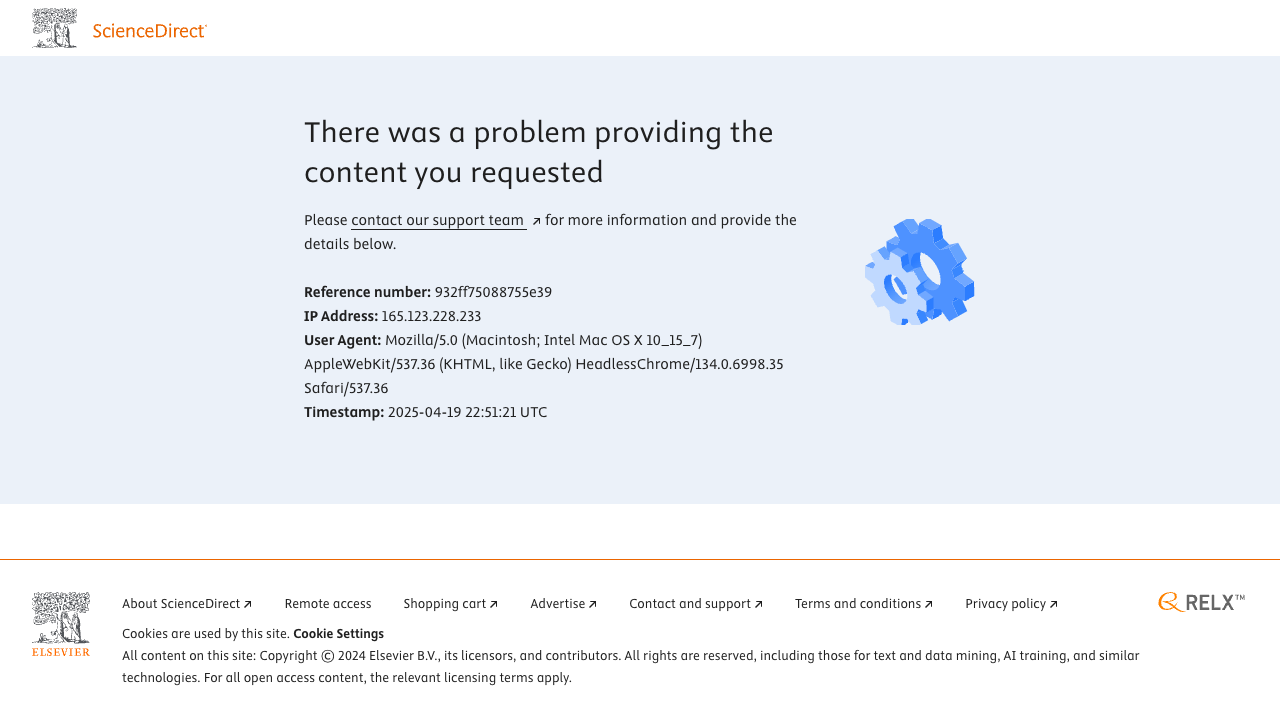 ScienceDirect
There was a problem providing the
content you requested
Please contact our support team for more information and provide the
details below.
Reference number: 932ff75088755e39
IP Address: 165.123.228.233
User Agent: Mozilla/5.0 (Macintosh; Intel Mac OS X 10_15_7)
AppleWebKit/537.36 (KHTML, like Gecko) HeadlessChrome/134.0.6998.35
Safari/537.36
Timestamp: 2025-04-19 22:51:21 UTC
About ScienceDirect Remote access Shopping cart Advertise Contact and support Terms and conditions Privacy policy
RELX™
Cookies are used by this site. Cookie Settings
ELSEVIER
All content on this site: Copyright © 2024 Elsevier B.V., its licensors, and contributors. All rights are reserved, including those for text and data mining, AI training, and similar
technologies. For all open access content, the relevant licensing terms apply.